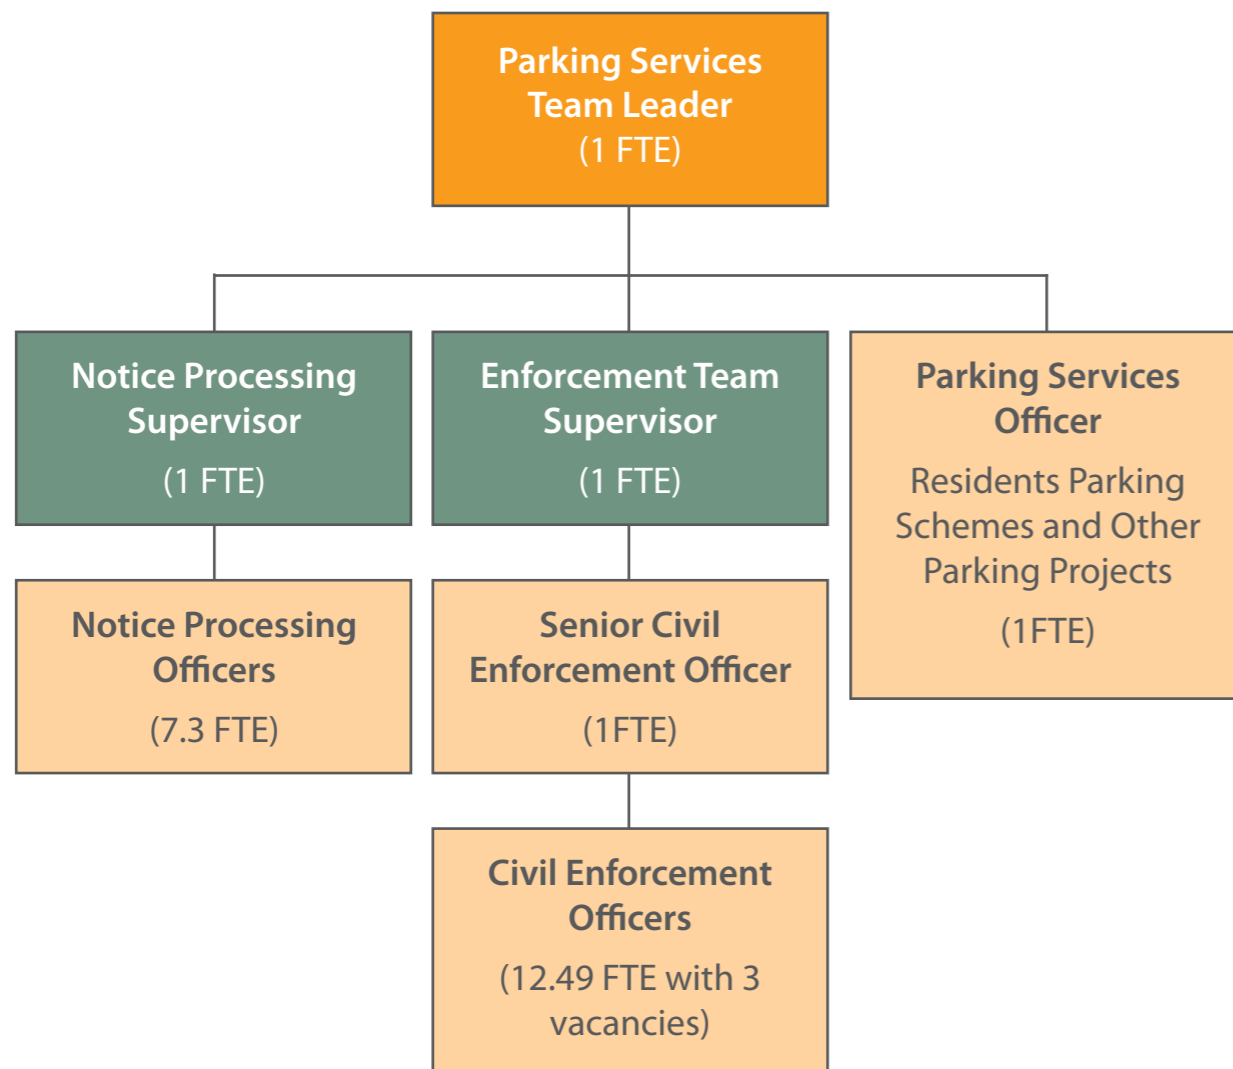 Parking Services
Team Leader
(1 FTE)
Notice Processing
Supervisor
(1 FTE)
Enforcement Team
Supervisor
(1 FTE)
Parking Services
Officer
Residents Parking
Schemes and Other
Parking Projects
(1FTE)
Notice Processing
Officers
(7.3 FTE)
Senior Civil
Enforcement Officer
(1FTE)
Civil Enforcement
Officers
(12.49 FTE with 3
vacancies)